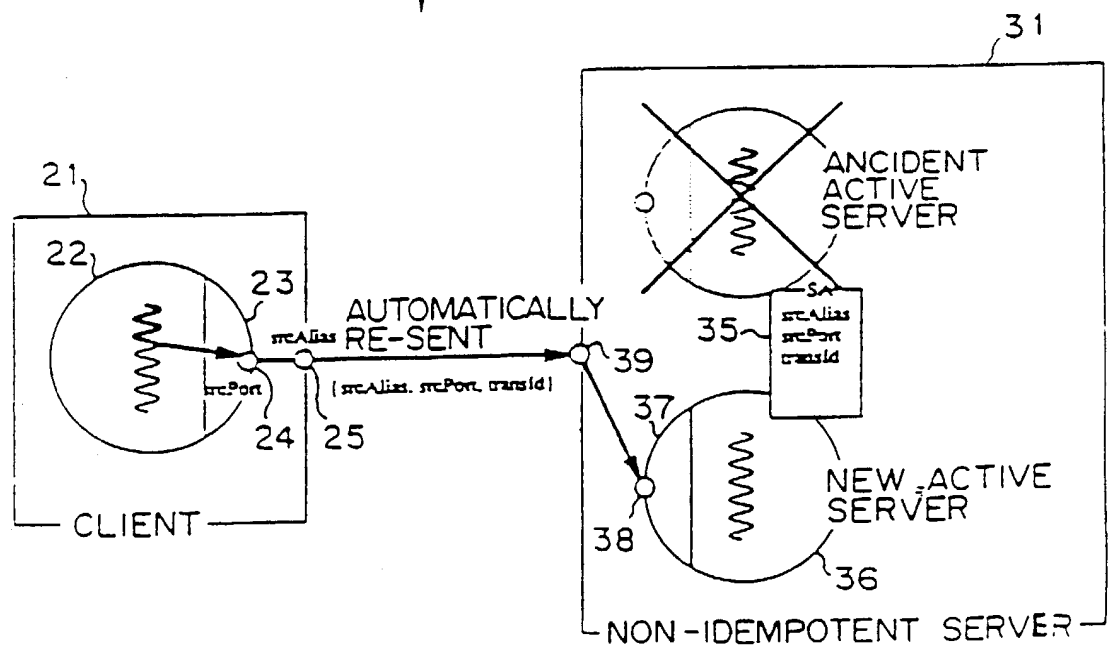 31
21
22
23
srcAlias
AUTOMATICALLY
RE-SENT
srcPort
(srcAlias, srcPort, transid)
24
25
CLIENT
ANCIDENT
ACTIVE
SERVER
35
SA
srcAlias
srcPort
transid
39
37
38
NEW ACTIVE
SERVER
36
NON-IDEMPOTENT SERVER